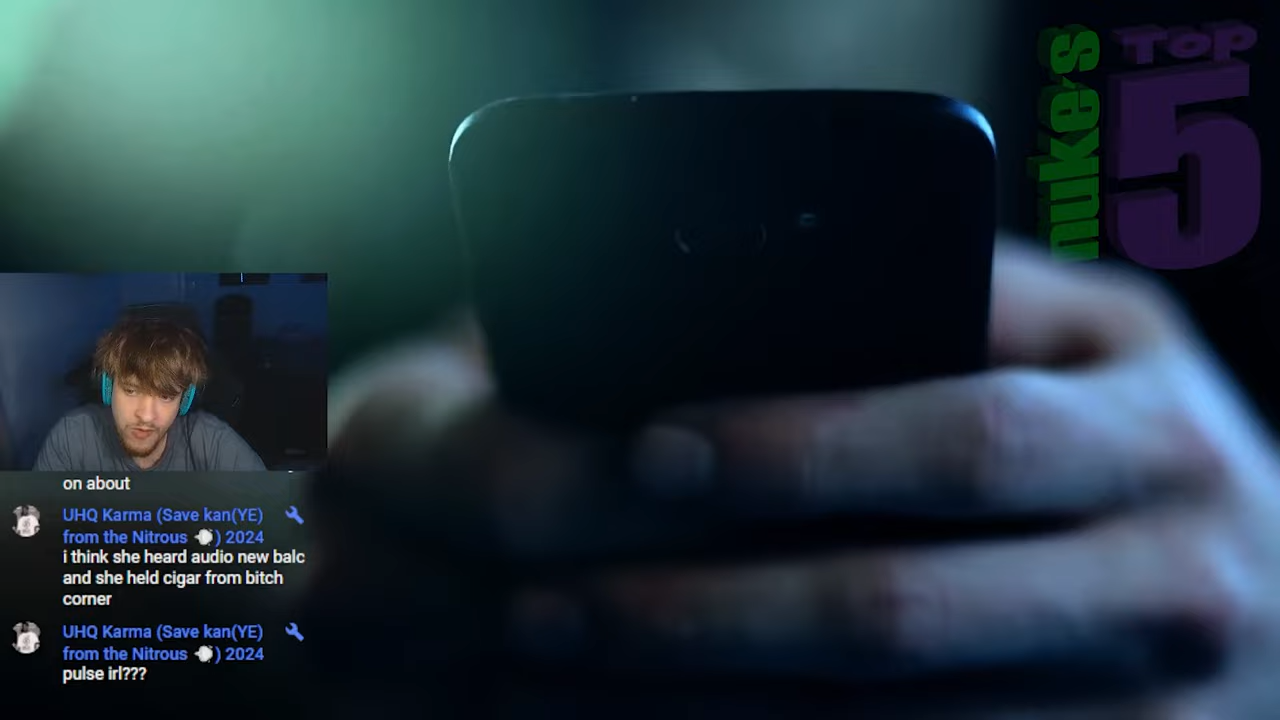 nuke's
Top
5
on about
UHQ Karma (Save kan(YE)
from the Nitrous ) 2024
i think she heard audio new balc
and she held cigar from bitch
corner
UHQ Karma (Save kan(YE)
from the Nitrous ) 2024
pulse irl???